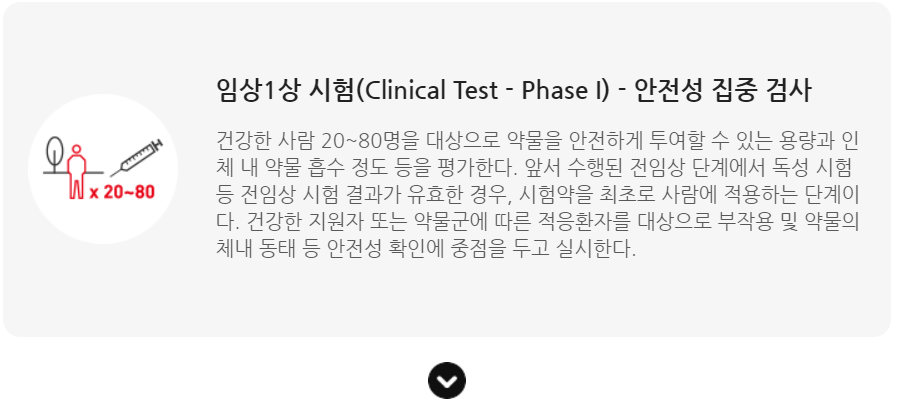 임상1상 시험(Clinical Test - Phase I) - 안전성 집중 검사
건강한 사람 20~80명을 대상으로 약물을 안전하게 투여할 수 있는 용량과 인
체 내 약물 흡수 정도 등을 평가한다. 앞서 수행된 전임상 단계에서 독성 시험
등 전임상 시험 결과가 유효한 경우, 시험약을 최초로 사람에 적용하는 단계이
다. 건강한 지원자 또는 약물군에 따른 적응환자를 대상으로 부작용 및 약물의
체내 동태 등 안전성 확인에 중점을 두고 실시한다.
x 20~80